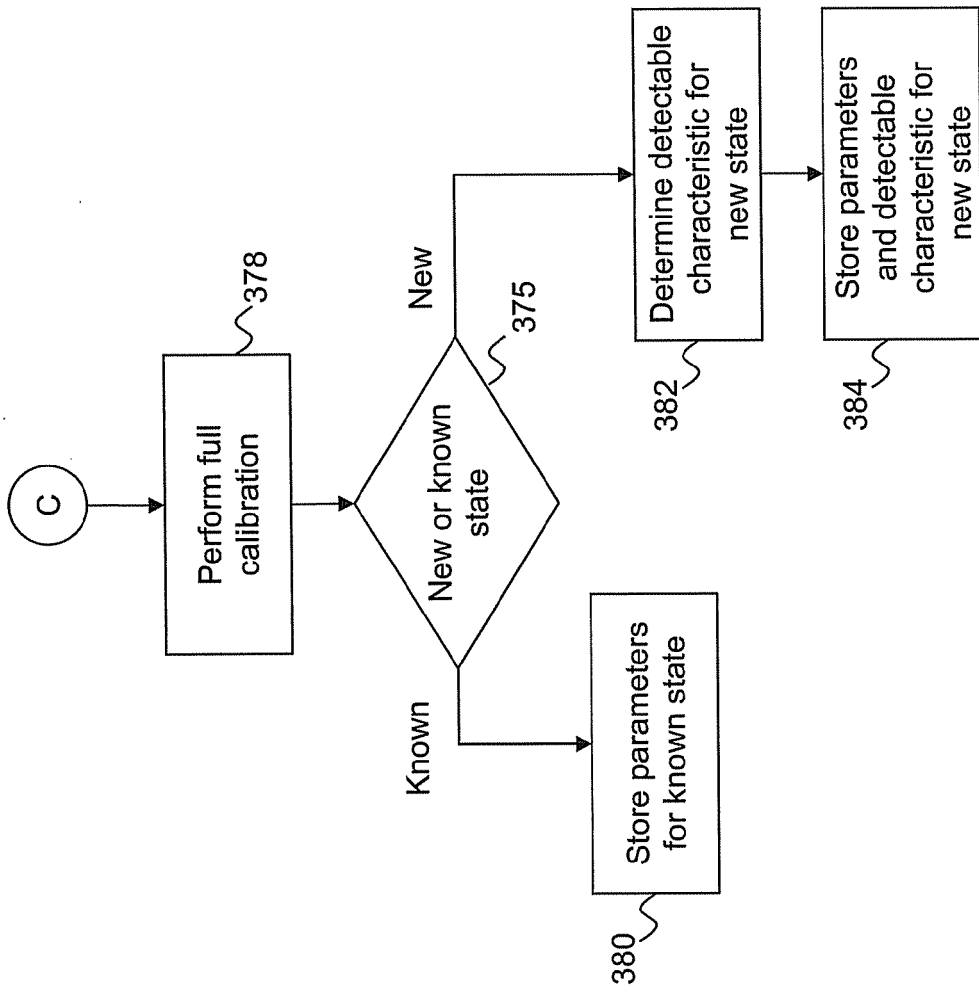 C
Perform full
calibration
378
New or known
state
375
Known
New
Store parameters
for known state
380
Determine detectable
characteristic for
new state
382
Store parameters
and detectable
characteristic for
new state
384